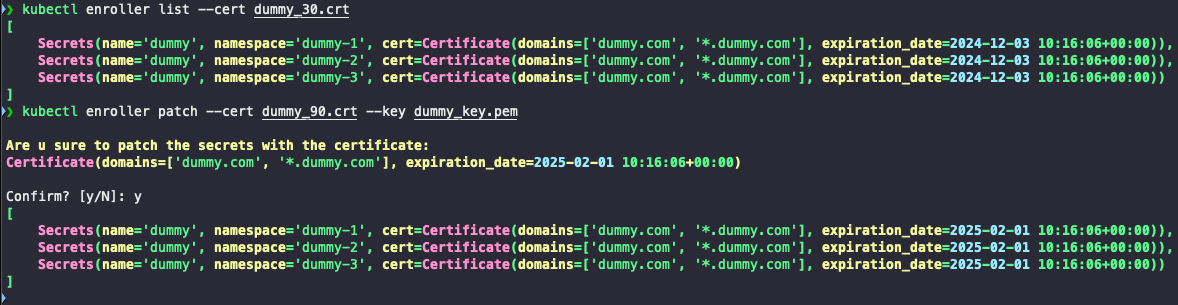 ❯ kubectl enroller list --cert dummy_30.crt
[
    Secrets(name='dummy', namespace='dummy-1', cert=Certificate(domains=['dummy.com', '*.dummy.com'], expiration_date=2024-12-03 10:16:06+00:00)),
    Secrets(name='dummy', namespace='dummy-2', cert=Certificate(domains=['dummy.com', '*.dummy.com'], expiration_date=2024-12-03 10:16:06+00:00)),
    Secrets(name='dummy', namespace='dummy-3', cert=Certificate(domains=['dummy.com', '*.dummy.com'], expiration_date=2024-12-03 10:16:06+00:00))
]
❯ kubectl enroller patch --cert dummy_90.crt --key dummy_key.pem
Are u sure to patch the secrets with the certificate:
Certificate(domains=['dummy.com', '*.dummy.com'], expiration_date=2025-02-01 10:16:06+00:00)
Confirm? [y/N]: y
[
    Secrets(name='dummy', namespace='dummy-1', cert=Certificate(domains=['dummy.com', '*.dummy.com'], expiration_date=2025-02-01 10:16:06+00:00)),
    Secrets(name='dummy', namespace='dummy-2', cert=Certificate(domains=['dummy.com', '*.dummy.com'], expiration_date=2025-02-01 10:16:06+00:00)),
    Secrets(name='dummy', namespace='dummy-3', cert=Certificate(domains=['dummy.com', '*.dummy.com'], expiration_date=2025-02-01 10:16:06+00:00))
]